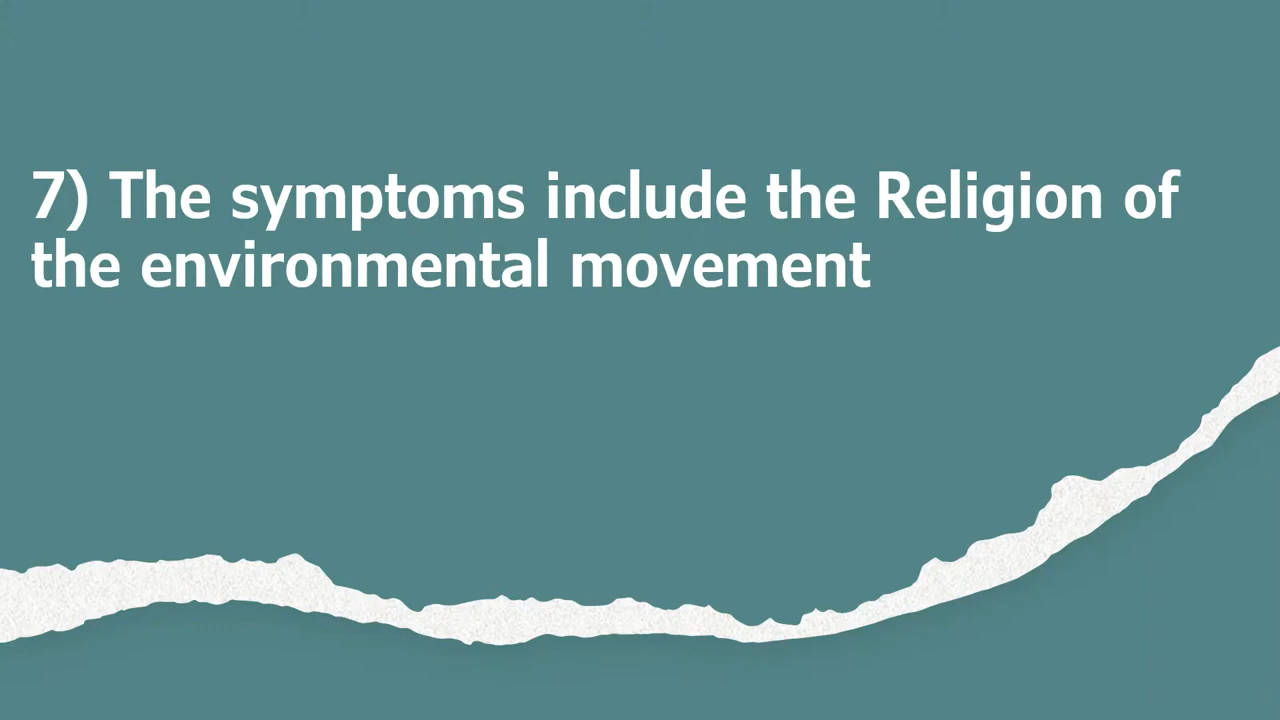 7) The symptoms include the Religion of
the environmental movement